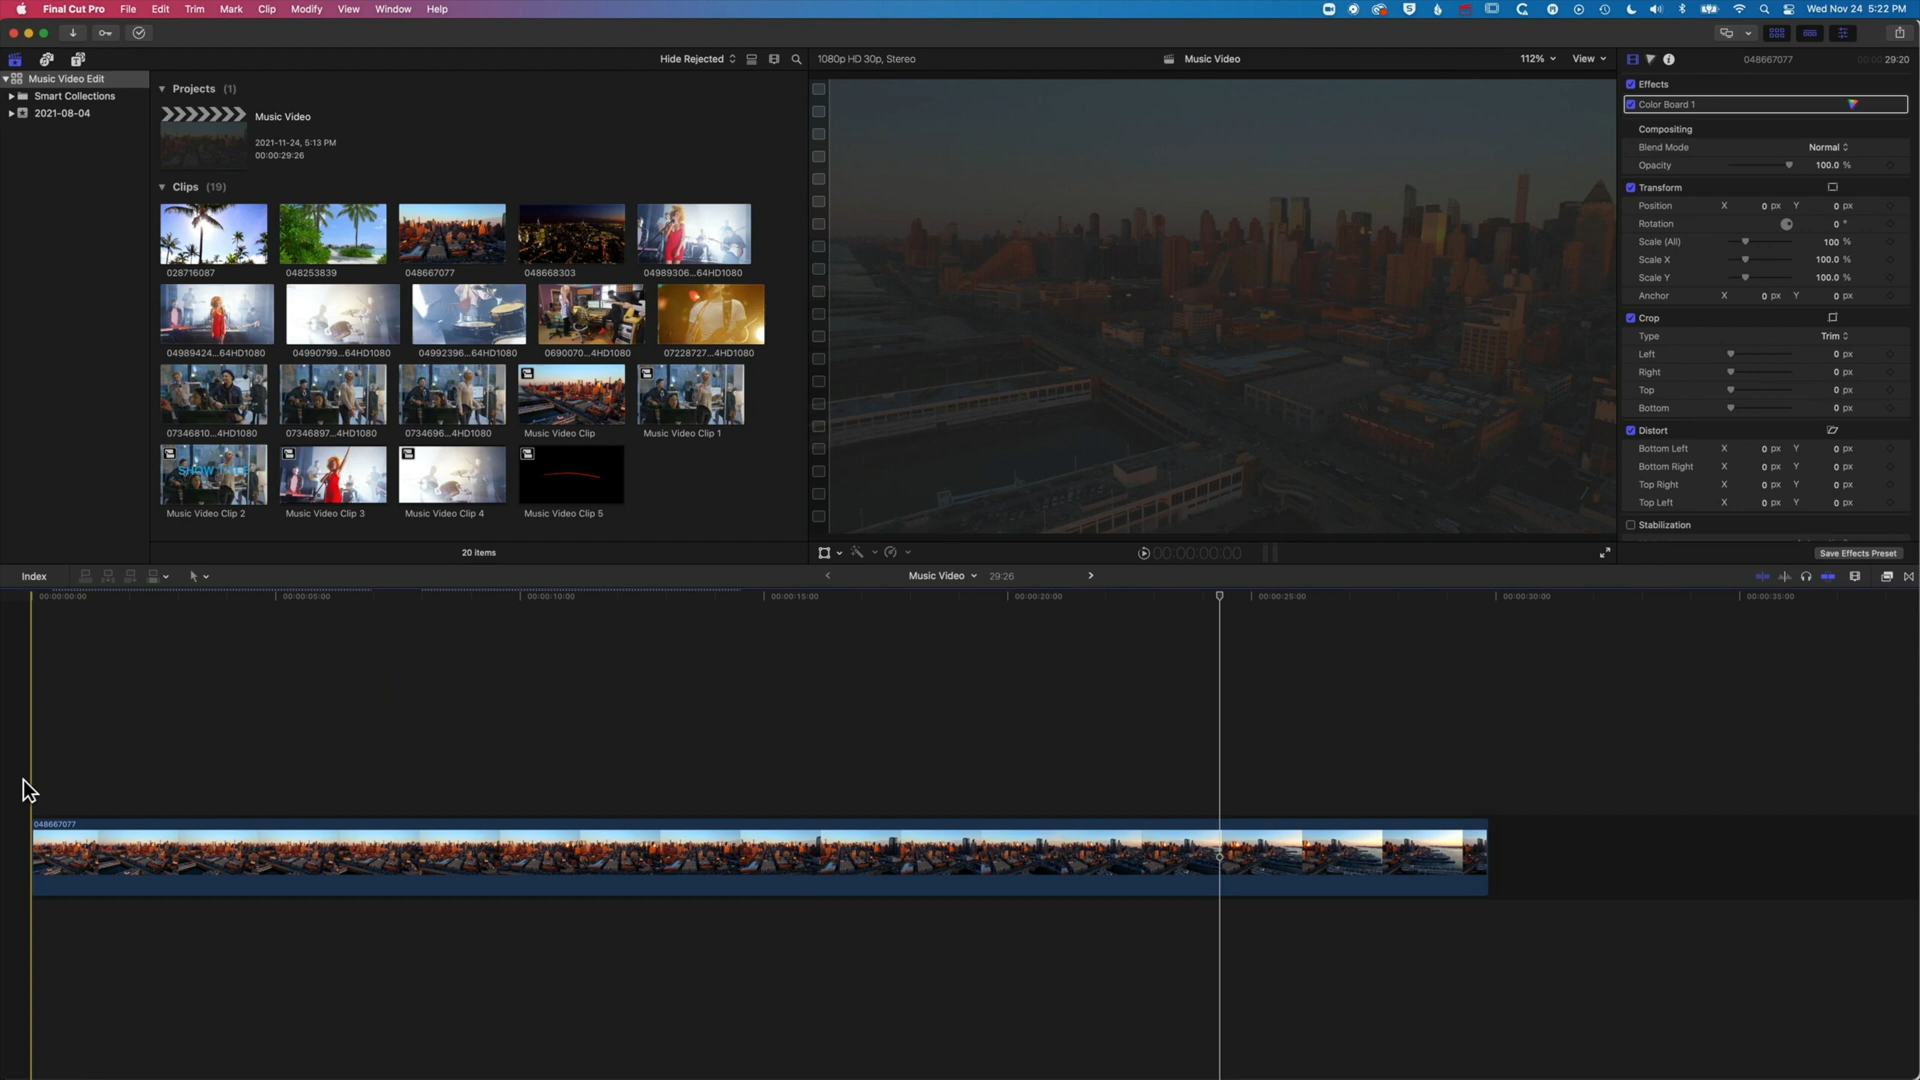 Final Cut Pro File Edit Trim Mark Clip Modify View Window Help
Wed Nov 24 5:22 PM
Hide Rejected
1080p HD 30p, Stereo
Music Video
112%
View
048667077
00:00:29:20
Music Video Edit
Smart Collections
2021-08-04
Projects (1)
Music Video
2021-11-24, 5:13 PM
00:00:29:26
Clips (19)
028716087
048253839
048667077
048668303
04989306...64HD1080
04989424...64HD1080
04990799...64HD1080
04992396...64HD1080
0690070...4HD1080
07228727...4HD1080
07346810...4HD1080
07346897...4HD1080
0734696...4HD1080
Music Video Clip
Music Video Clip 1
SHOW TITLE
Music Video Clip 2
Music Video Clip 3
Music Video Clip 4
Music Video Clip 5
20 items
00:00:00:00
Effects
Color Board 1
Compositing
Blend Mode Normal
Opacity 100.0 %
Transform
Position X 0 px Y 0 px
Rotation 0 °
Scale (All) 100 %
Scale X 100.0 %
Scale Y 100.0 %
Anchor X 0 px Y 0 px
Crop
Type Trim
Left 0 px
Right 0 px
Top 0 px
Bottom 0 px
Distort
Bottom Left X 0 px Y 0 px
Bottom Right X 0 px Y 0 px
Top Right X 0 px Y 0 px
Top Left X 0 px Y 0 px
Stabilization
Save Effects Preset
Index
Music Video 29:26
00:00:00:00 00:00:05:00 00:00:10:00 00:00:15:00 00:00:20:00 00:00:25:00 00:00:30:00 00:00:35:00
048667077